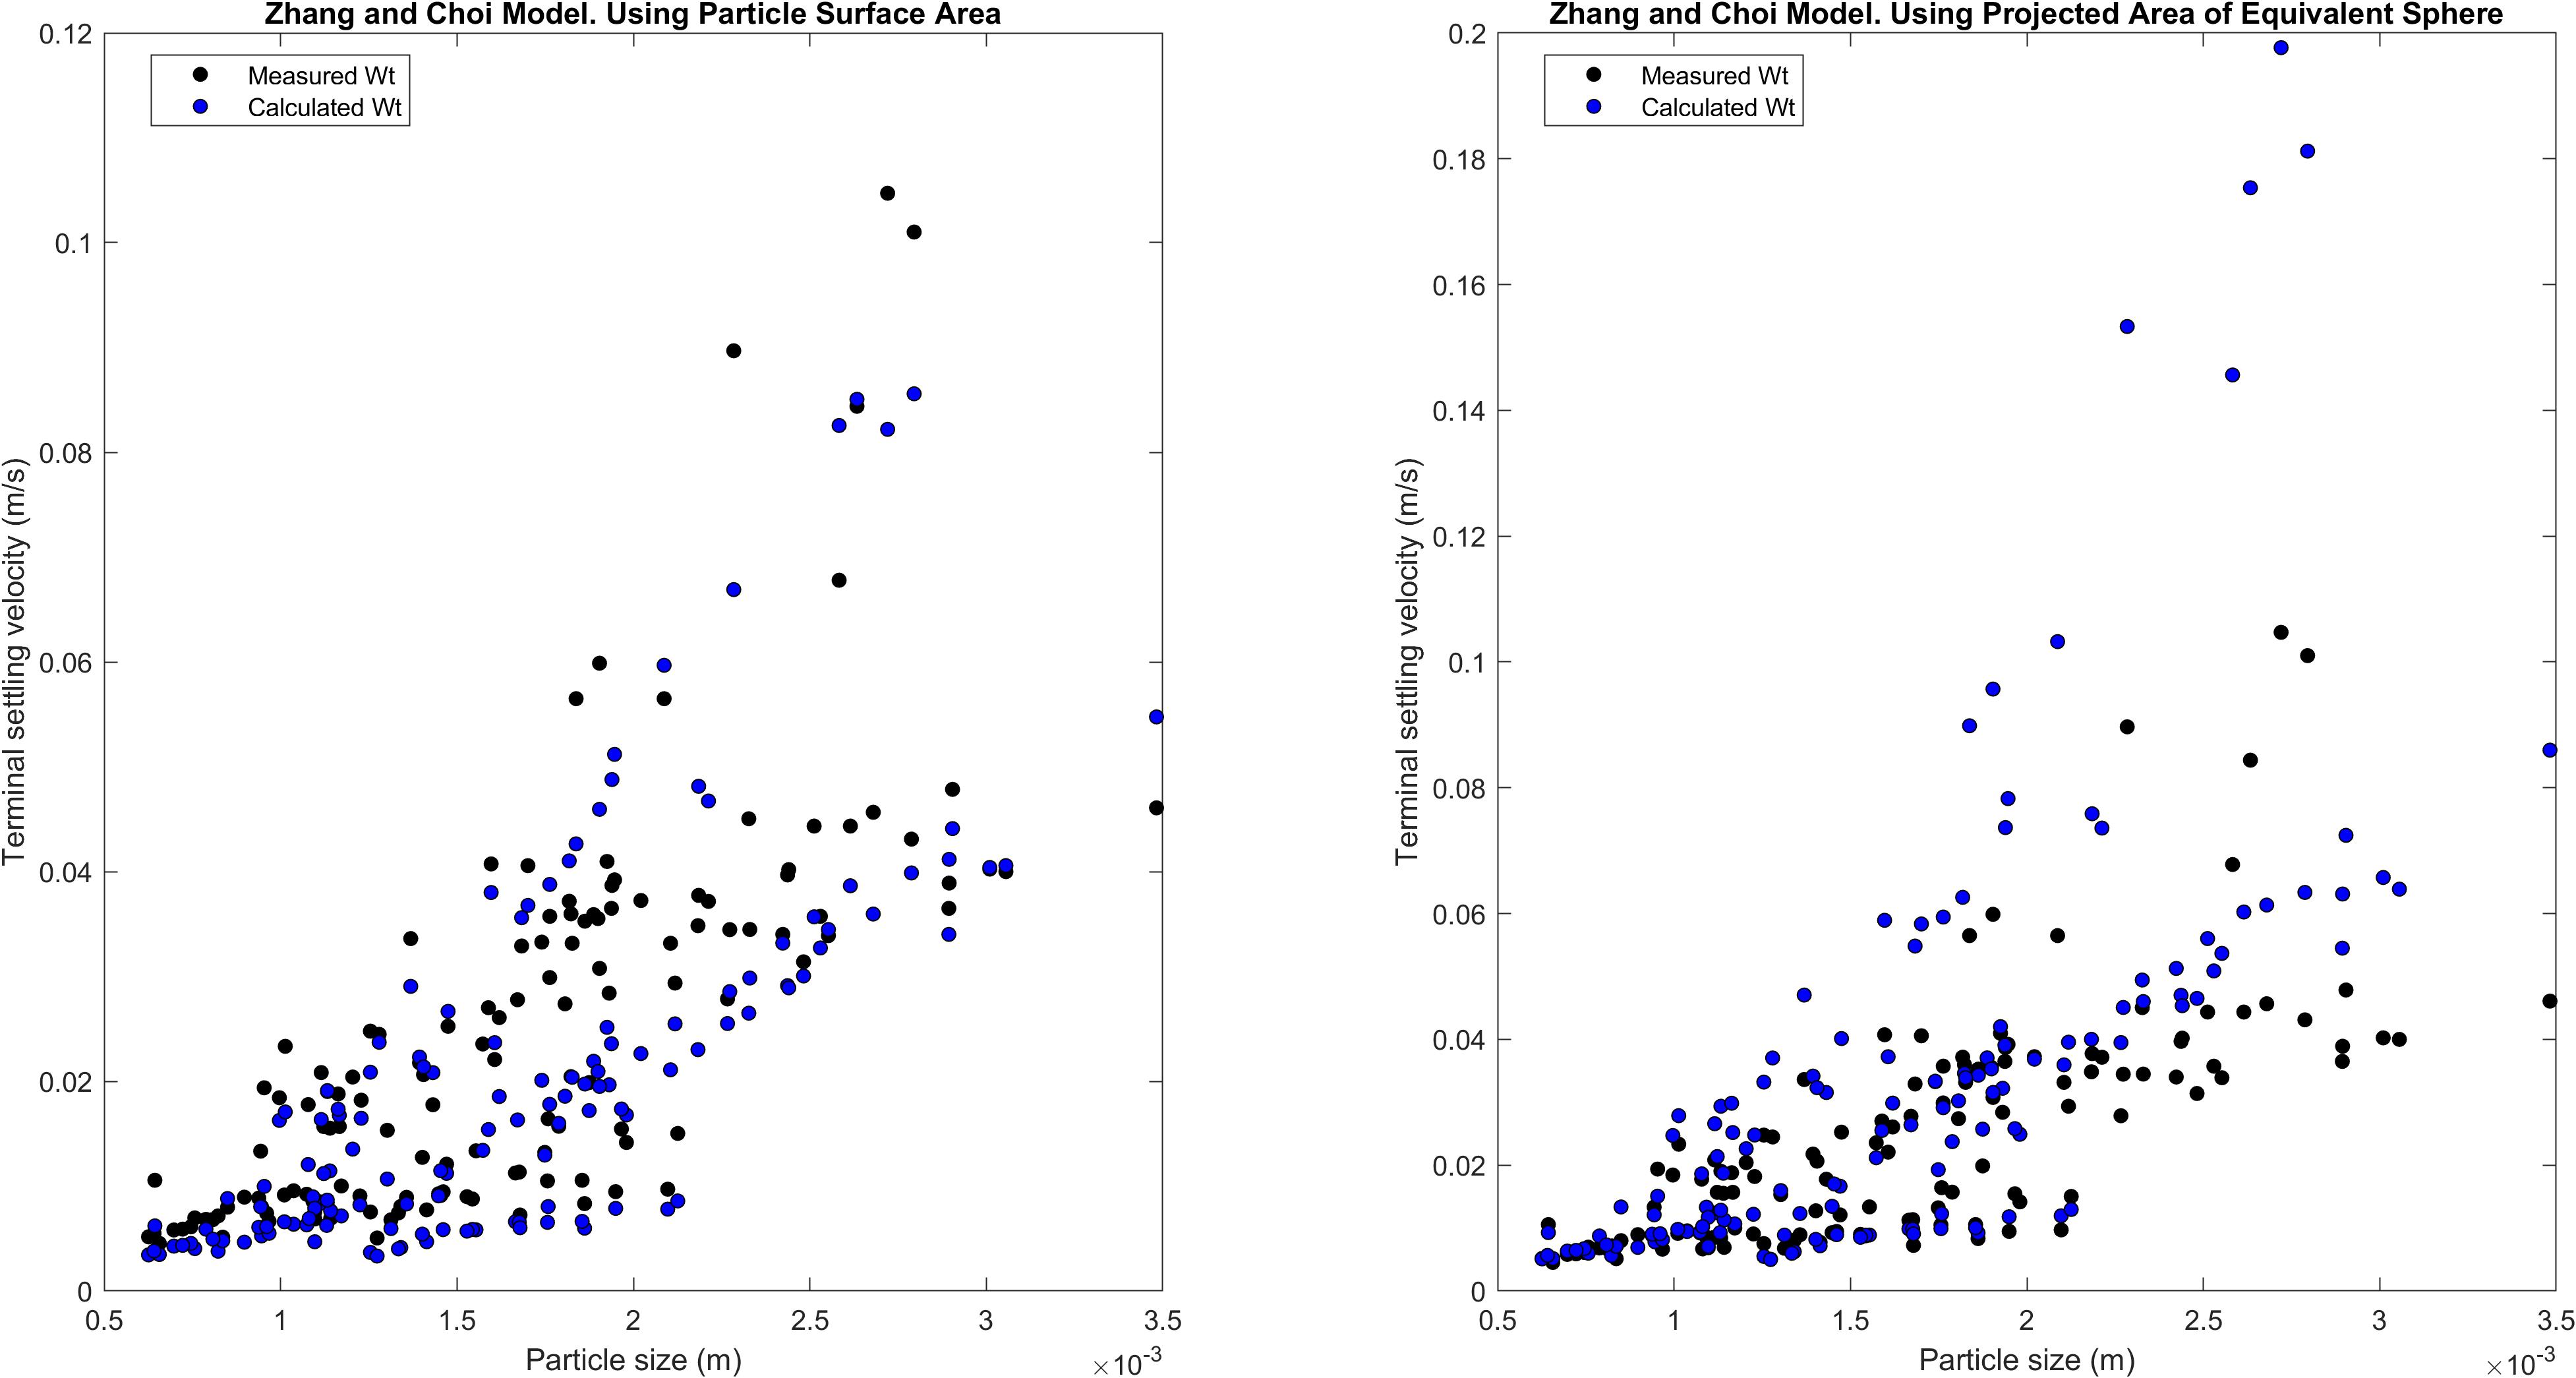 Zhang and Choi Model. Using Particle Surface Area
Measured Wt
Calculated Wt
0.12
0.1
0.08
0.06
0.04
0.02
0
Terminal settling velocity (m/s)
0.5 1 1.5 2 2.5 3 3.5
Particle size (m)
×10-3
Zhang and Choi Model. Using Projected Area of Equivalent Sphere
Measured Wt
Calculated Wt
0.2
0.18
0.16
0.14
0.12
0.1
0.08
0.06
0.04
0.02
0
Terminal settling velocity (m/s)
0.5 1 1.5 2 2.5 3 3.5
Particle size (m)
×10-3